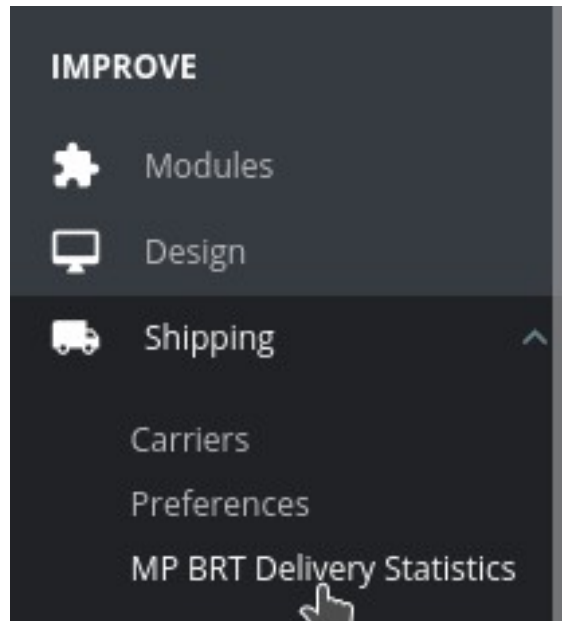 IMPROVE
Modules
Design
Shipping
Carriers
Preferences
MP BRT Delivery Statistics